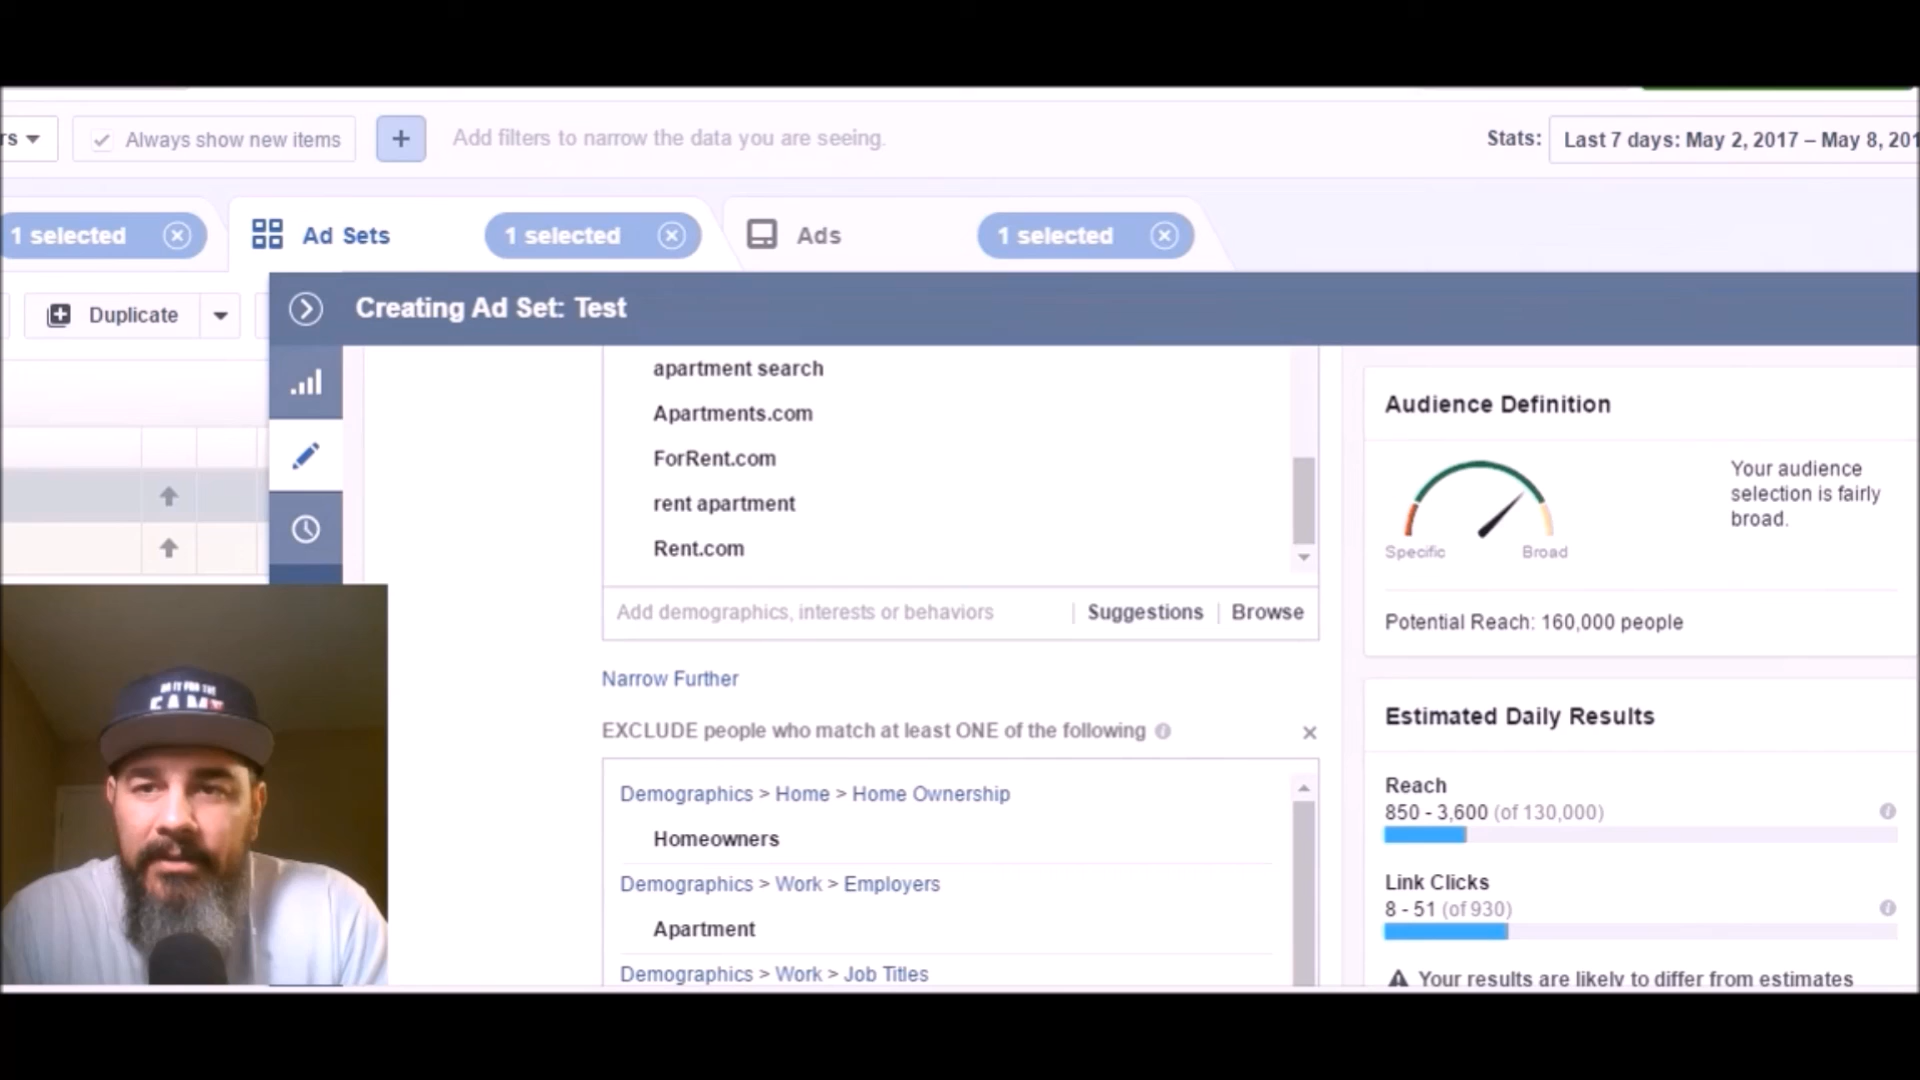 rs
Always show new items
+
Add filters to narrow the data you are seeing.
Stats:
Last 7 days: May 2, 2017 – May 8, 201
1 selected
Ad Sets
1 selected
Ads
1 selected
Duplicate
Creating Ad Set: Test
apartment search
Apartments.com
ForRent.com
rent apartment
Rent.com
Add demographics, interests or behaviors
Suggestions
Browse
Narrow Further
EXCLUDE people who match at least ONE of the following
Demographics > Home > Home Ownership
Homeowners
Demographics > Work > Employers
Apartment
Demographics > Work > Job Titles
Audience Definition
Your audience
selection is fairly
broad.
Specific
Broad
Potential Reach: 160,000 people
Estimated Daily Results
Reach
850 - 3,600 (of 130,000)
Link Clicks
8 - 51 (of 930)
Your results are likely to differ from estimates
DO IT FOR THE
FAM